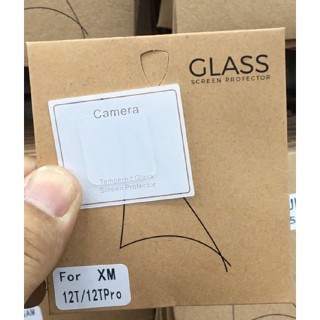 GLASS
SCREEN PROTECTOR
Camera
Tempered Glass
Screen Protector
For XM
12T/12TPro